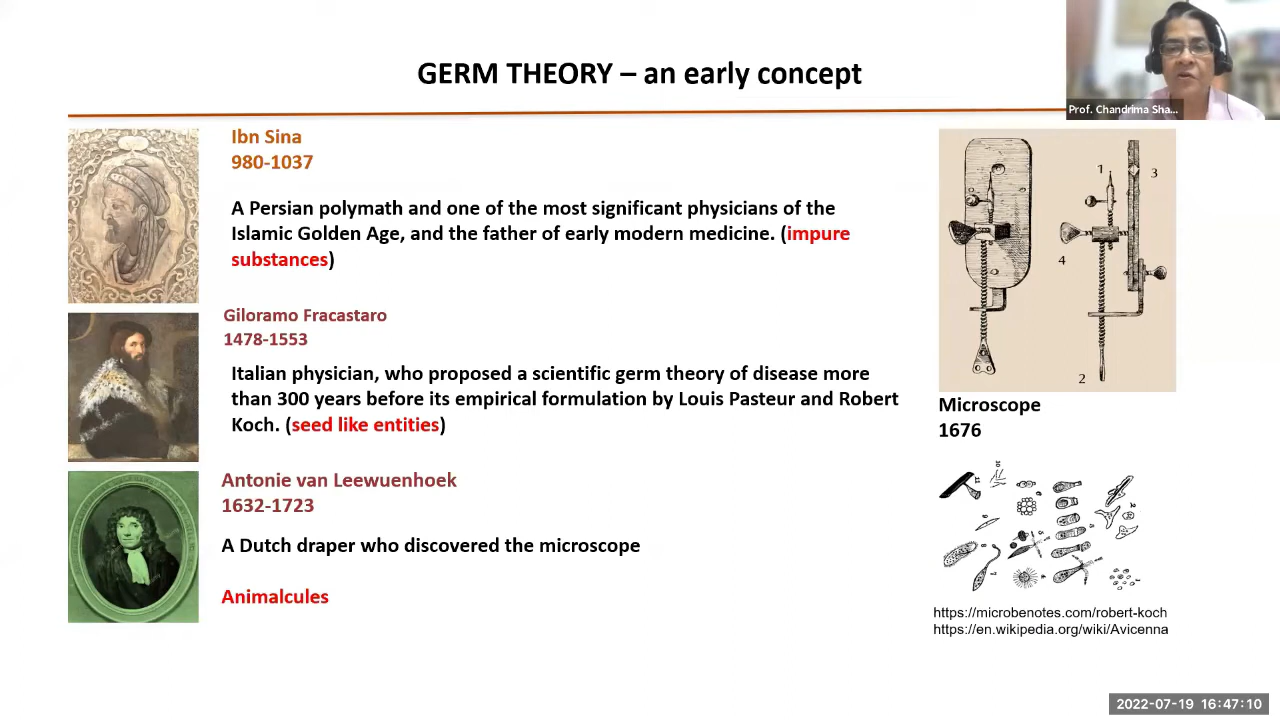 GERM THEORY – an early concept
Prof. Chandrima Sha...
Ibn Sina
980-1037
A Persian polymath and one of the most significant physicians of the
Islamic Golden Age, and the father of early modern medicine. (impure
substances)
Giloramo Fracastaro
1478-1553
Italian physician, who proposed a scientific germ theory of disease more
than 300 years before its empirical formulation by Louis Pasteur and Robert
Koch. (seed like entities)
Antonie van Leewuenhoek
1632-1723
A Dutch draper who discovered the microscope
Animalcules
1
3
4
2
Microscope
1676
https://microbenotes.com/robert-koch
https://en.wikipedia.org/wiki/Avicenna
2022-07-19 16:47:10